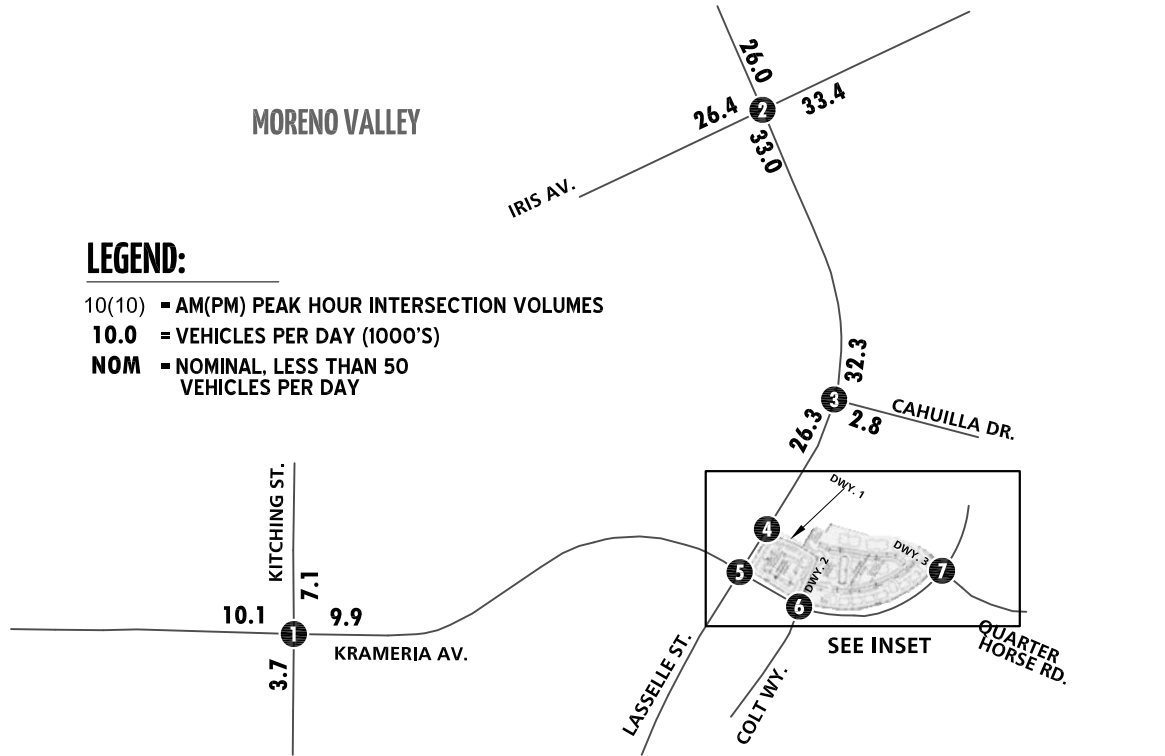 26.0
33.4
26.4
2
33.0
MORENO VALLEY
IRIS AV.
LEGEND:
10(10) = AM(PM) PEAK HOUR INTERSECTION VOLUMES
10.0 = VEHICLES PER DAY (1000'S)
NOM = NOMINAL, LESS THAN 50
VEHICLES PER DAY
32.3
3
CAHUILLA DR.
2.8
26.3
DWY. 1
4
DWY. 3
7
5
DWY. 2
6
KITCHING ST.
7.1
10.1
9.9
1
KRAMERIA AV.
3.7
LASSELLE ST.
COLT WY.
SEE INSET
QUARTER
HORSE RD.